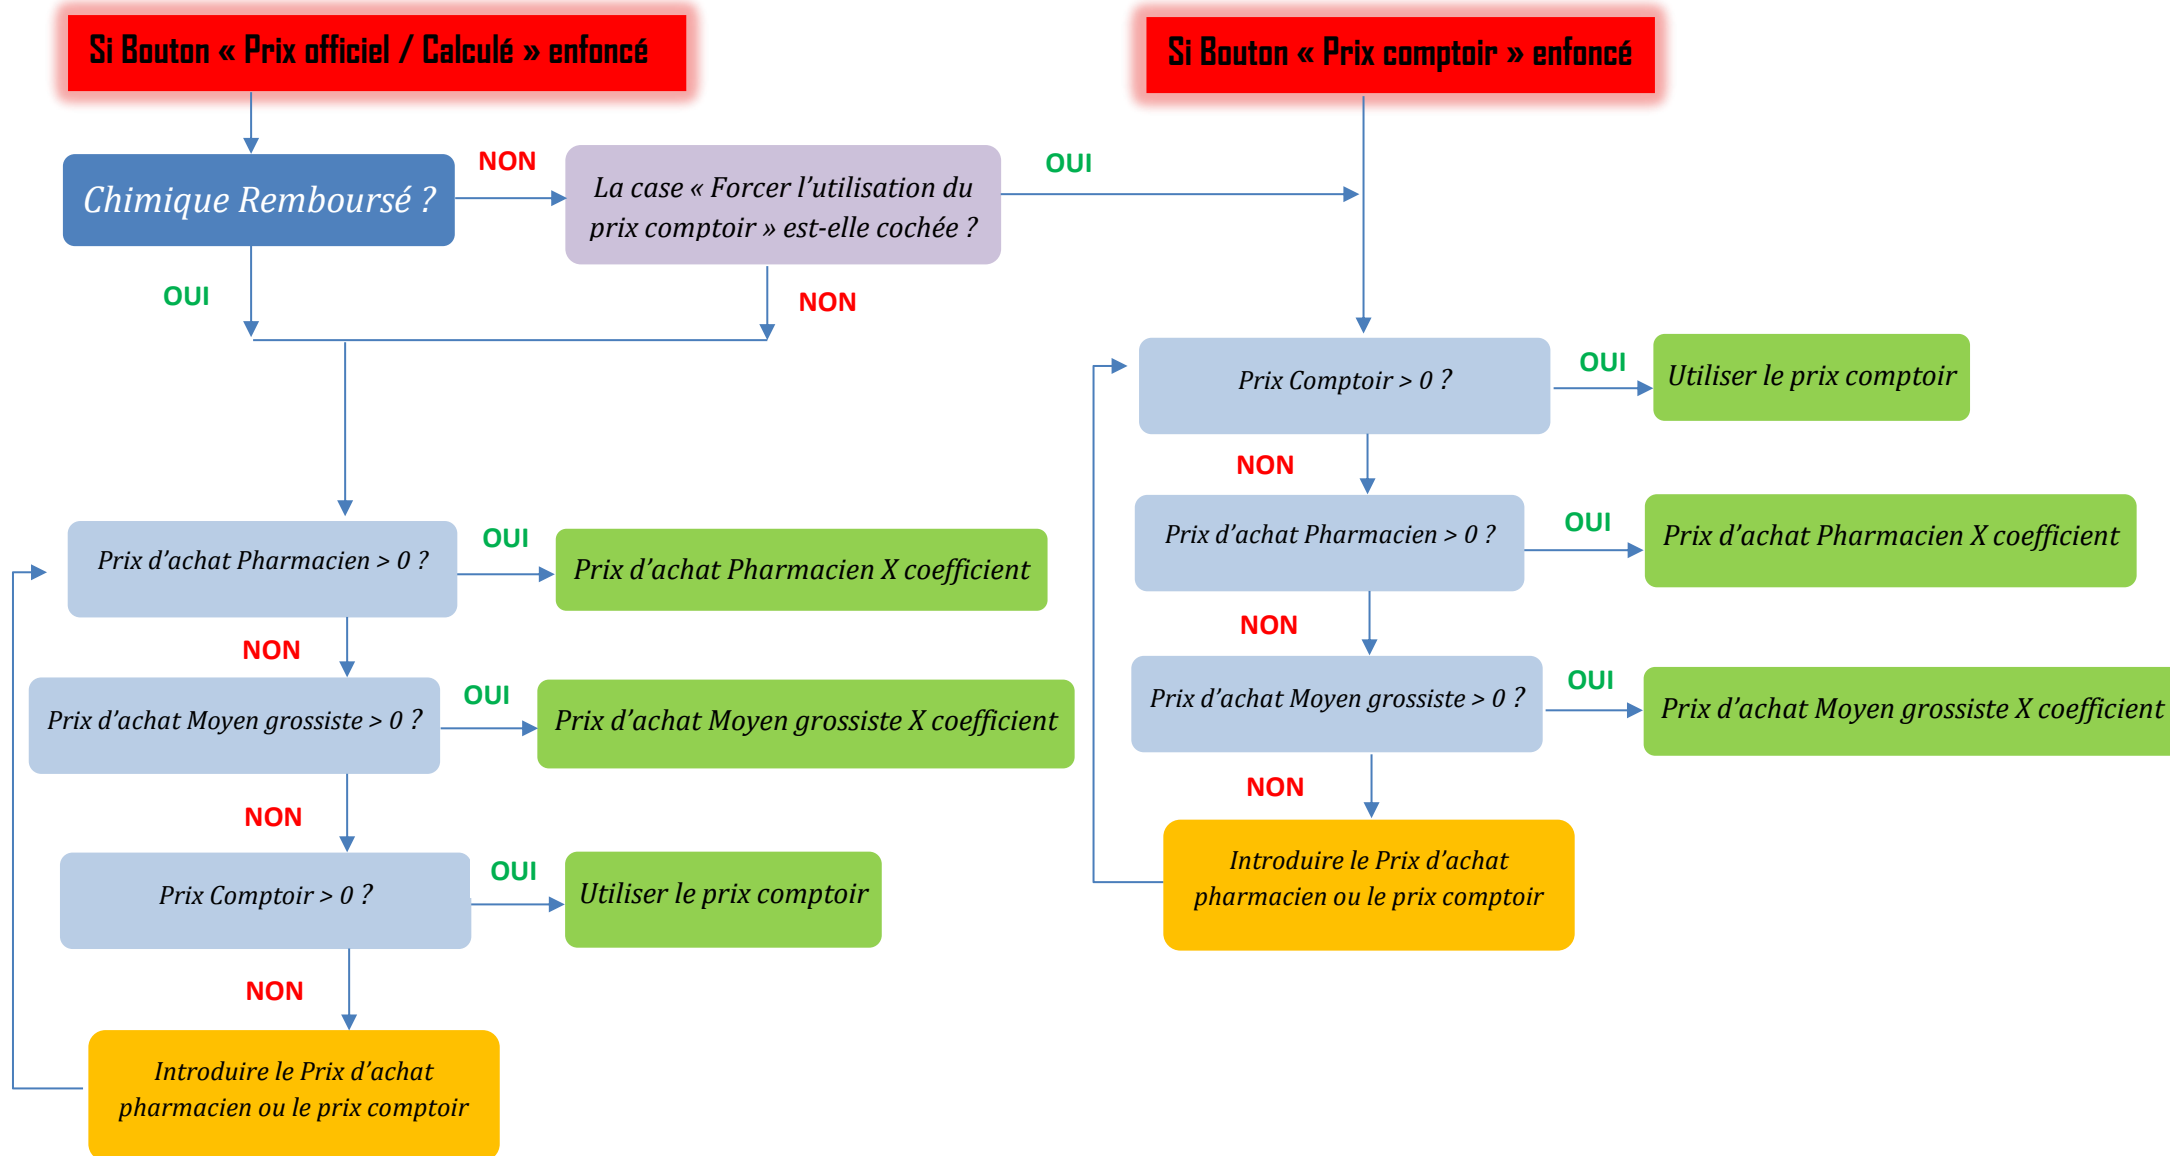 Si Bouton « Prix officiel / Calculé » enfoncé
Si Bouton « Prix comptoir » enfoncé
Chimique Remboursé ?
NON
La case « Forcer l’utilisation du
prix comptoir » est-elle cochée ?
OUI
OUI
NON
Prix d’achat Pharmacien > 0 ?
OUI
Prix d’achat Pharmacien X coefficient
NON
Prix d’achat Moyen grossiste > 0 ?
OUI
Prix d’achat Moyen grossiste X coefficient
NON
Prix Comptoir > 0 ?
OUI
Utiliser le prix comptoir
NON
Introduire le Prix d’achat
pharmacien ou le prix comptoir
Prix Comptoir > 0 ?
OUI
Utiliser le prix comptoir
NON
Prix d’achat Pharmacien > 0 ?
OUI
Prix d’achat Pharmacien X coefficient
NON
Prix d’achat Moyen grossiste > 0 ?
OUI
Prix d’achat Moyen grossiste X coefficient
NON
Introduire le Prix d’achat
pharmacien ou le prix comptoir